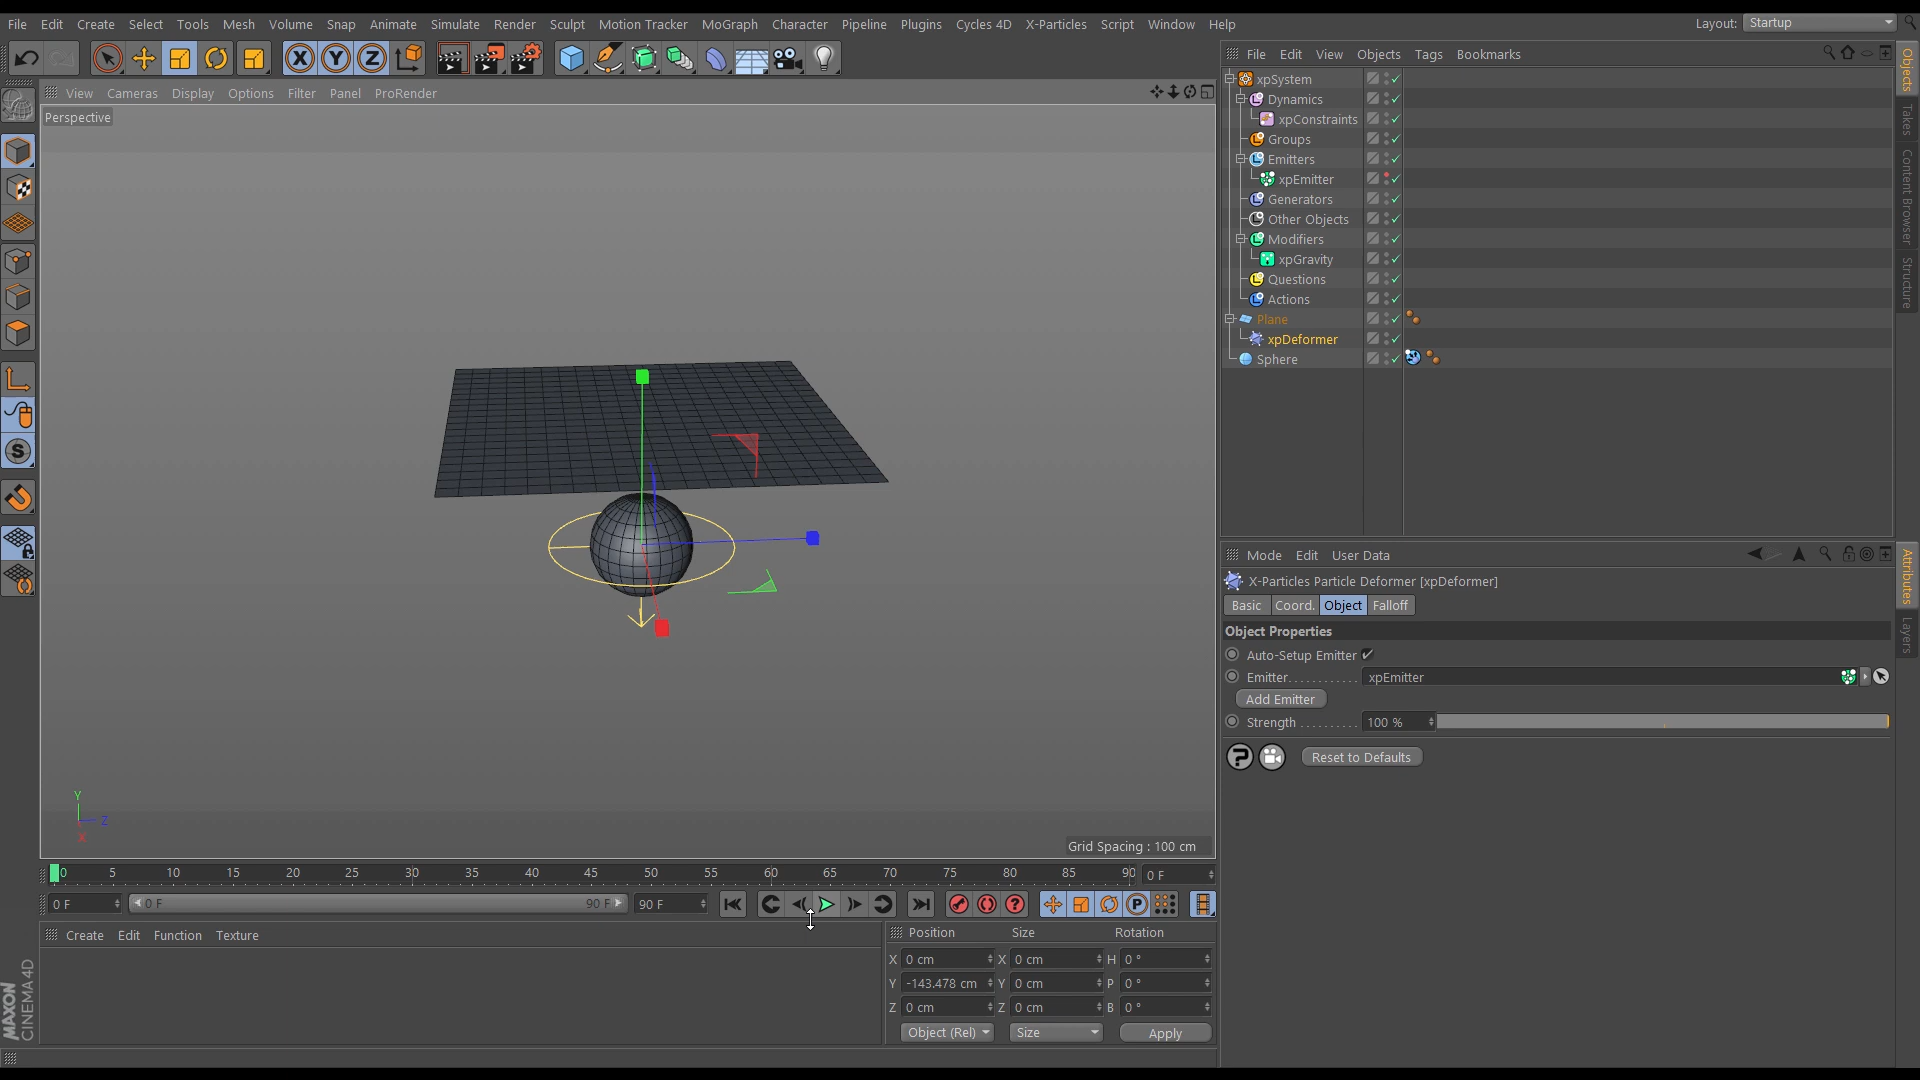 File Edit Create Select Tools Mesh Volume Snap Animate Simulate Render Sculpt Motion Tracker MoGraph Character Pipeline Plugins Cycles 4D X-Particles Script Window Help Layout: Startup
X Y Z
File Edit View Objects Tags Bookmarks
View Cameras Display Options Filter Panel ProRender
Perspective
xpSystem
Dynamics
xpConstraints
Groups
Emitters
xpEmitter
Generators
Other Objects
Modifiers
xpGravity
Questions
Actions
Plane
xpDeformer
Sphere
Objects
Takes
Content Browser
Structure
S
Mode Edit User Data
X-Particles Particle Deformer [xpDeformer]
Basic Coord. Object Falloff
Object Properties
Auto-Setup Emitter
Emitter............ xpEmitter
Add Emitter
Strength ......... 100 %
? Reset to Defaults
Attributes
Layers
Y
Z
X
Grid Spacing : 100 cm
0 5 10 15 20 25 30 35 40 45 50 55 60 65 70 75 80 85 90 0 F
0 F 0 F 90 F 90 F ? P
Create Edit Function Texture
Position Size Rotation
X 0 cm X 0 cm H 0 °
Y -143.478 cm Y 0 cm P 0 °
Z 0 cm Z 0 cm B 0 °
Object (Rel) Size Apply
MAXON
CINEMA 4D